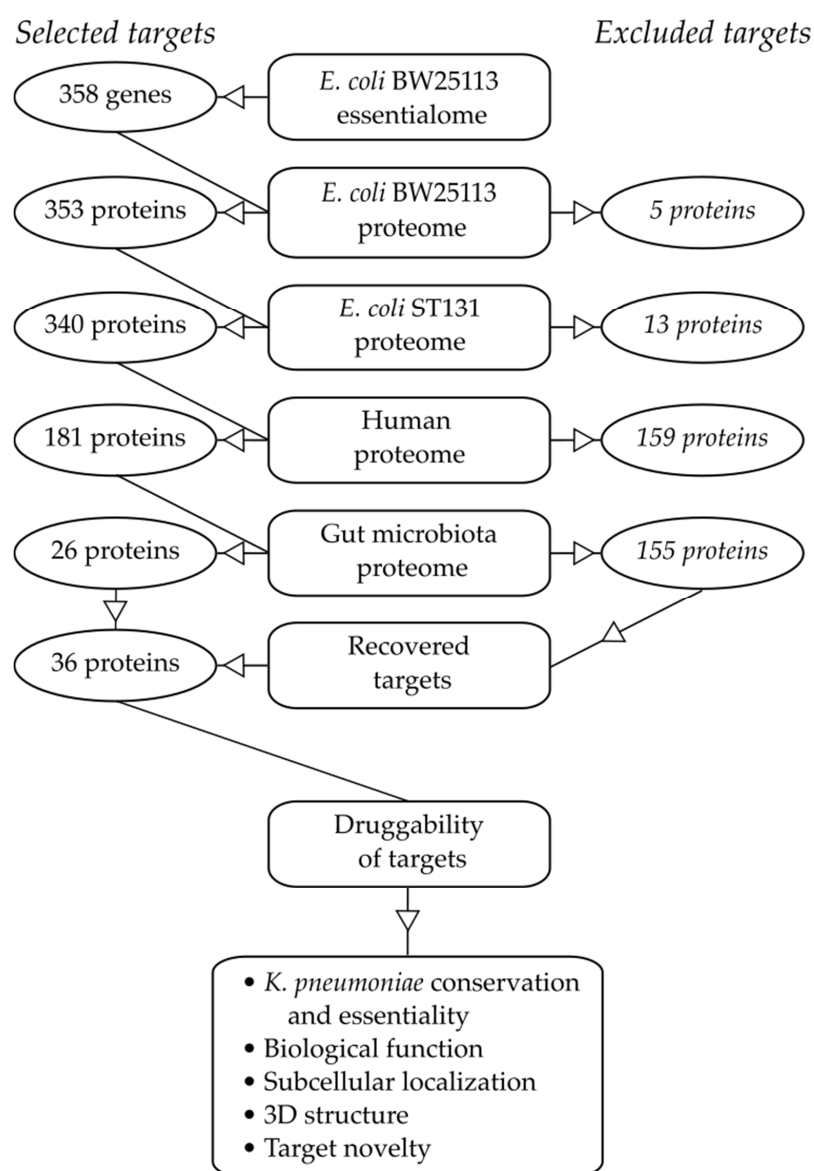 Selected targets
Excluded targets
358 genes
E. coli BW25113
essentialome
353 proteins
E. coli BW25113
proteome
5 proteins
340 proteins
E. coli ST131
proteome
13 proteins
181 proteins
Human
proteome
159 proteins
26 proteins
Gut microbiota
proteome
155 proteins
36 proteins
Recovered
targets
Druggability
of targets
• K. pneumoniae conservation
and essentiality
• Biological function
• Subcellular localization
• 3D structure
• Target novelty